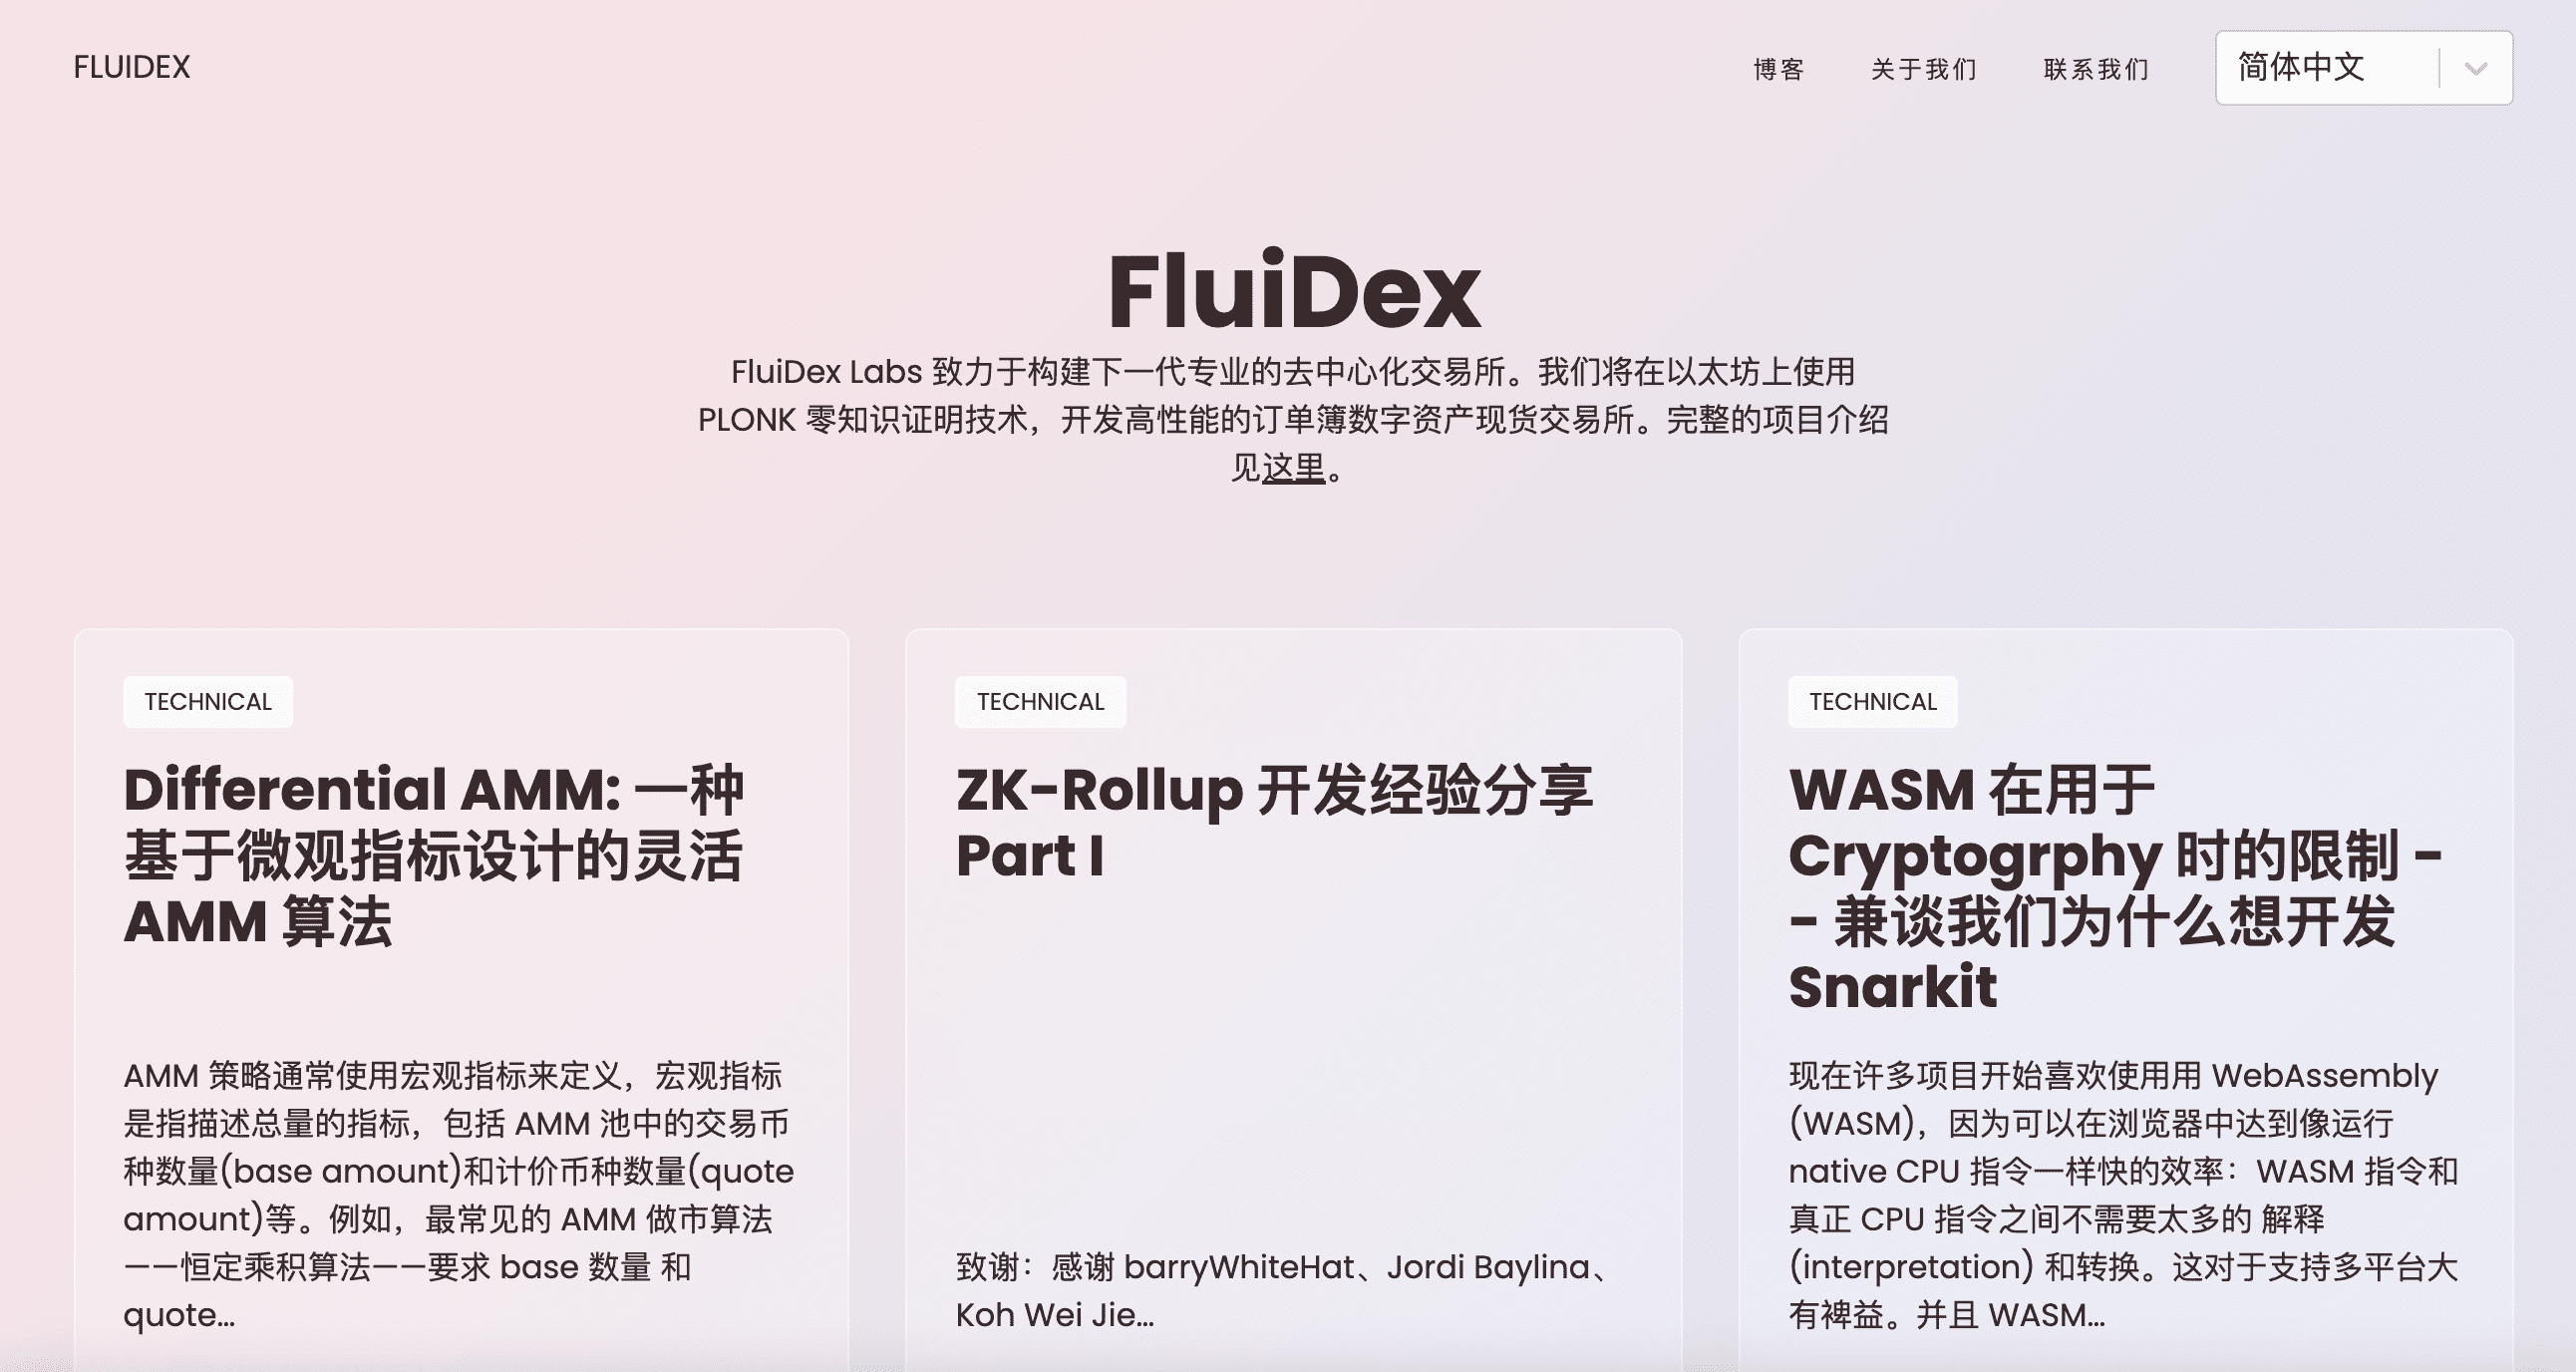 FLUIDEX
博客
关于我们
联系我们
简体中文
FluiDex
FluiDex Labs 致力于构建下一代专业的去中心化交易所。我们将在以太坊上使用
PLONK 零知识证明技术，开发高性能的订单簿数字资产现货交易所。完整的项目介绍
见这里。
TECHNICAL
Differential AMM: 一种
基于微观指标设计的灵活
AMM 算法
AMM 策略通常使用宏观指标来定义，宏观指标
是指描述总量的指标，包括 AMM 池中的交易币
种数量(base amount)和计价币种数量(quote
amount)等。例如，最常见的 AMM 做市算法
——恒定乘积算法——要求 base 数量 和
quote...
TECHNICAL
ZK-Rollup 开发经验分享
Part I
致谢：感谢 barryWhiteHat、Jordi Baylina、
Koh Wei Jie...
TECHNICAL
WASM 在用于
Cryptogrphy 时的限制 -
- 兼谈我们为什么想开发
Snarkit
现在许多项目开始喜欢使用用 WebAssembly
(WASM)，因为可以在浏览器中达到像运行
native CPU 指令一样快的效率：WASM 指令和
真正 CPU 指令之间不需要太多的 解释
(interpretation) 和转换。这对于支持多平台大
有裨益。并且 WASM...